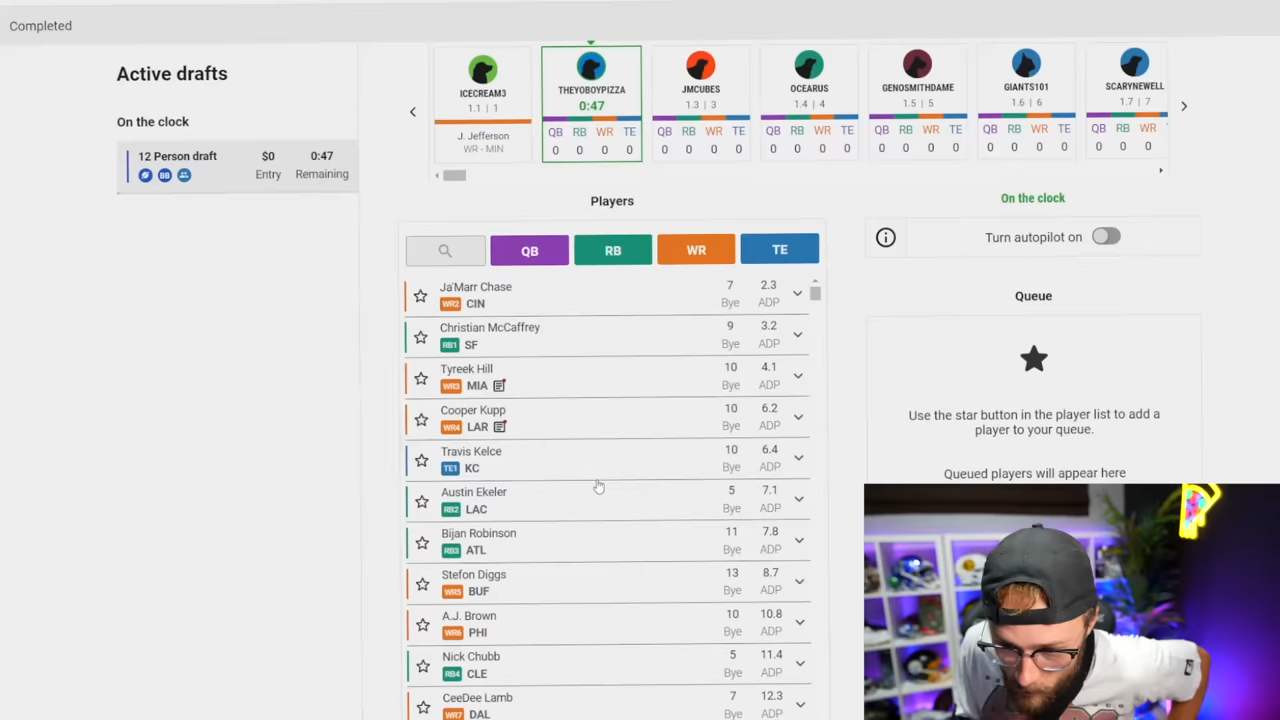 Completed
Active drafts
On the clock
12 Person draft
$0
0:47
BB
Entry
Remaining
ICECREAM3
1.1 | 1
J. Jefferson
WR - MIN
THEYOBOYPIZZA
0:47
QB RB WR TE
0 0 0 0
JMCUBES
1.3 | 3
QB RB WR TE
0 0 0 0
OCEARUS
1.4 | 4
QB RB WR TE
0 0 0 0
GENOSMITHDAME
1.5 | 5
QB RB WR TE
0 0 0 0
GIANTS101
1.6 | 6
QB RB WR TE
0 0 0 0
SCARYNEWELL
1.7 | 7
QB RB WR
0 0 0
Players
QB RB WR TE
Ja'Marr Chase 7 2.3
WR2 CIN Bye ADP
Christian McCaffrey 9 3.2
RB1 SF Bye ADP
Tyreek Hill 10 4.1
WR3 MIA Bye ADP
Cooper Kupp 10 6.2
WR4 LAR Bye ADP
Travis Kelce 10 6.4
TE1 KC Bye ADP
Austin Ekeler 5 7.1
RB2 LAC Bye ADP
Bijan Robinson 11 7.8
RB3 ATL Bye ADP
Stefon Diggs 13 8.7
WR5 BUF Bye ADP
A.J. Brown 10 10.8
WR6 PHI Bye ADP
Nick Chubb 5 11.4
RB4 CLE Bye ADP
CeeDee Lamb 7 12.3
WR7 DAL Bye ADP
On the clock
Turn autopilot on
Queue
Use the star button in the player list to add a
player to your queue.
Queued players will appear here